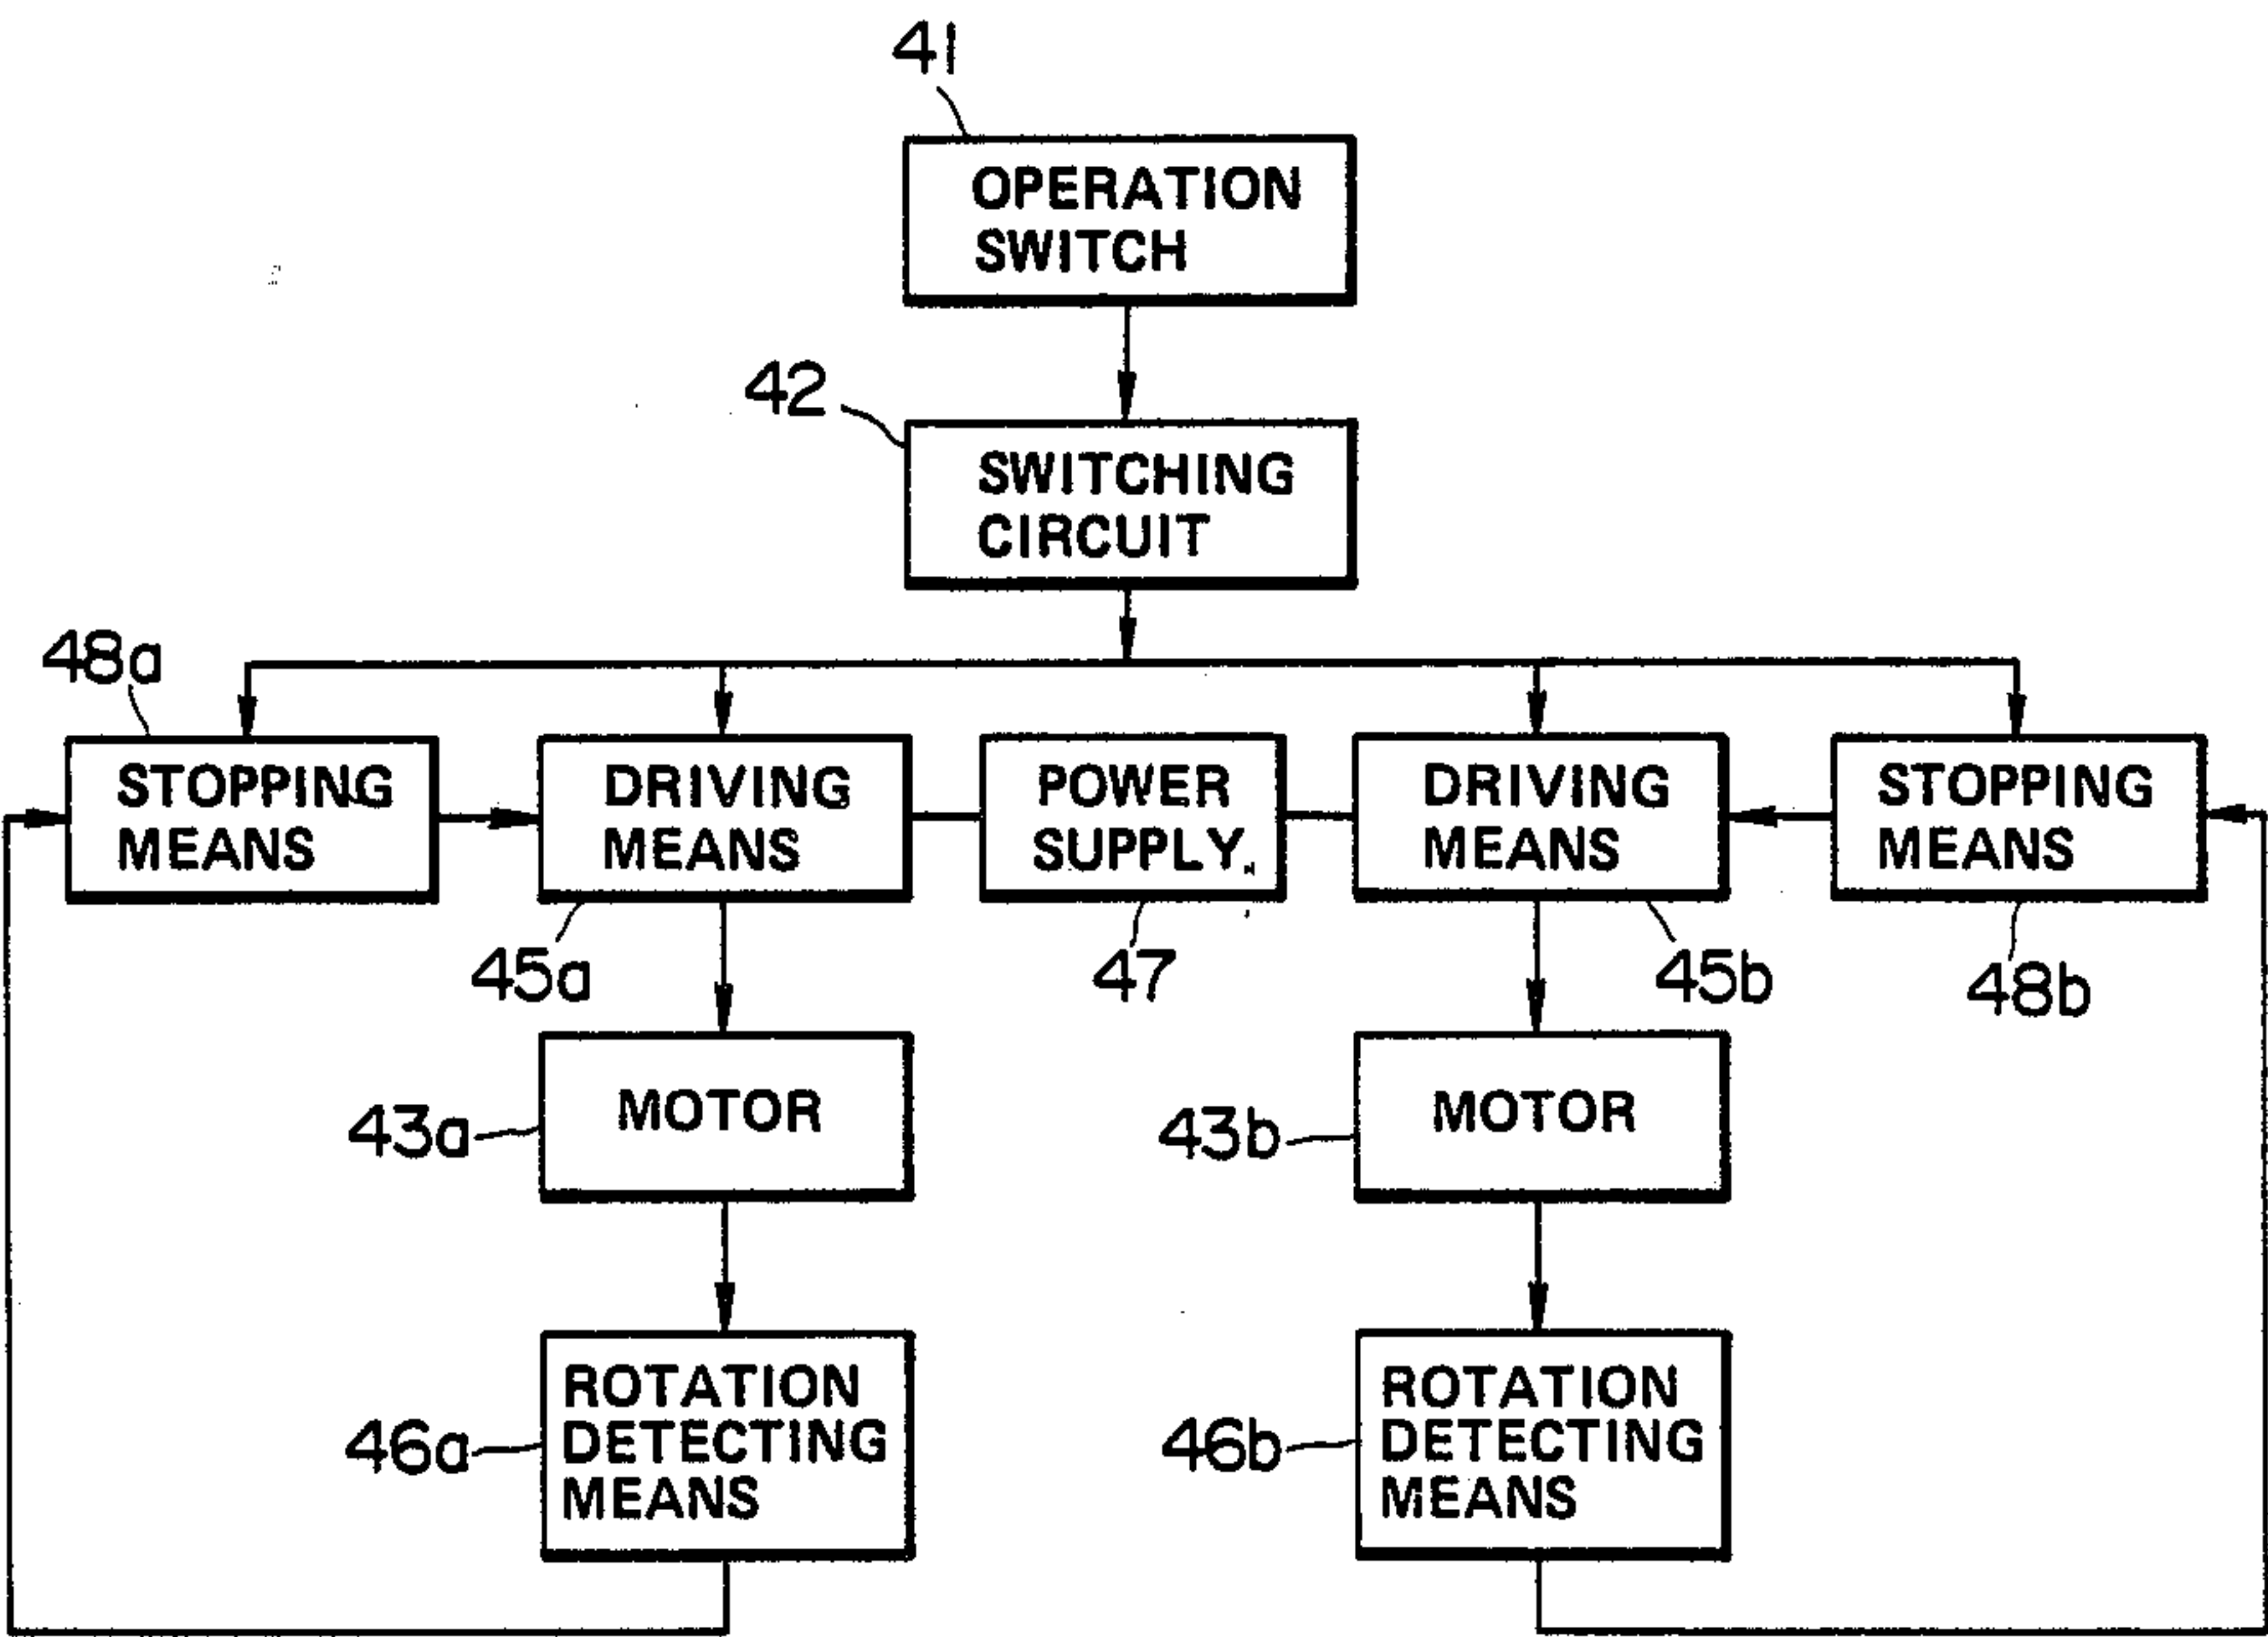 41
OPERATION
SWITCH
42
SWITCHING
CIRCUIT
48a
STOPPING
MEANS
DRIVING
MEANS
POWER
SUPPLY
DRIVING
MEANS
STOPPING
MEANS
45a
47
45b
48b
43a
MOTOR
43b
MOTOR
46a
ROTATION
DETECTING
MEANS
46b
ROTATION
DETECTING
MEANS